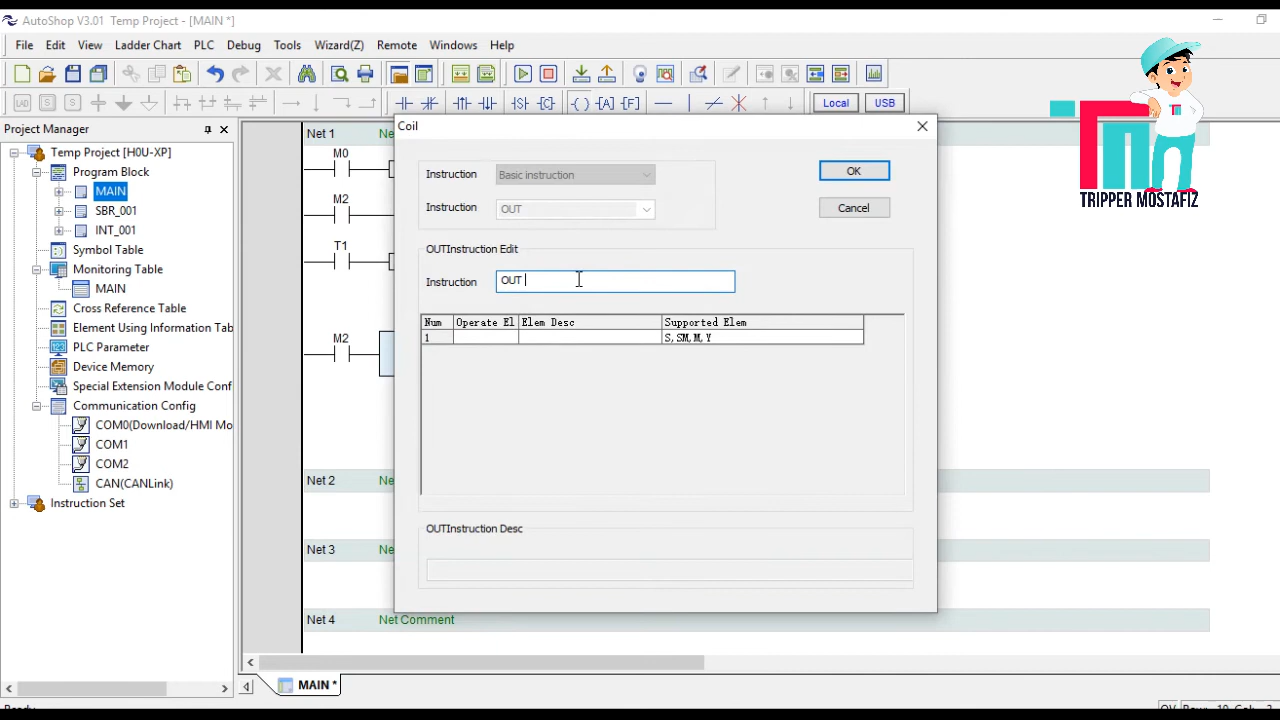 AutoShop V3.01 Temp Project - [MAIN *]
File Edit View Ladder Chart PLC Debug Tools Wizard(Z) Remote Windows Help
LAD S S
Local USB
Project Manager
Temp Project [H0U-XP]
Program Block
MAIN
SBR_001
INT_001
Symbol Table
Monitoring Table
MAIN
Cross Reference Table
Element Using Information Tab
PLC Parameter
Device Memory
Special Extension Module Conf
Communication Config
COM0(Download/HMI Mo
COM1
COM2
CAN(CANLink)
Instruction Set
Net 1 Ne
M0
M2
T1
M2
Net 2 Ne
Net 3 Ne
Net 4 Net Comment
MAIN *
Coil
Instruction Basic instruction OK
Instruction OUT Cancel
OUTInstruction Edit
Instruction OUT
Num Operate El Elem Desc Supported Elem
1 S,SM,M,Y
OUTInstruction Desc
TRIPPER MOSTAFIZ